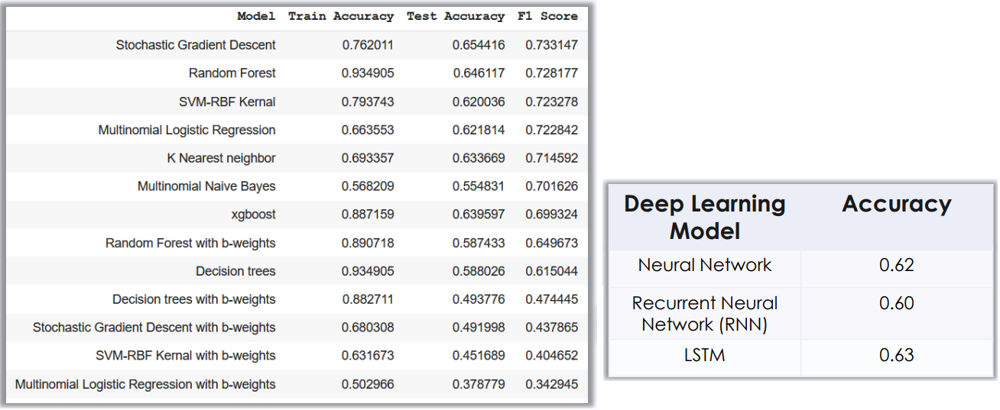 Model Train Accuracy Test Accuracy F1 Score
Stochastic Gradient Descent 0.762011 0.654416 0.733147
Random Forest 0.934905 0.646117 0.728177
SVM-RBF Kernal 0.793743 0.620036 0.723278
Multinomial Logistic Regression 0.663553 0.621814 0.722842
K Nearest neighbor 0.693357 0.633669 0.714592
Multinomial Naive Bayes 0.568209 0.554831 0.701626
xgboost 0.887159 0.639597 0.699324
Random Forest with b-weights 0.890718 0.587433 0.649673
Decision trees 0.934905 0.588026 0.615044
Decision trees with b-weights 0.882711 0.493776 0.474445
Stochastic Gradient Descent with b-weights 0.680308 0.491998 0.437865
SVM-RBF Kernal with b-weights 0.631673 0.451689 0.404652
Multinomial Logistic Regression with b-weights 0.502966 0.378779 0.342945
Deep Learning Accuracy
Model
Neural Network 0.62
Recurrent Neural 0.60
Network (RNN)
LSTM 0.63